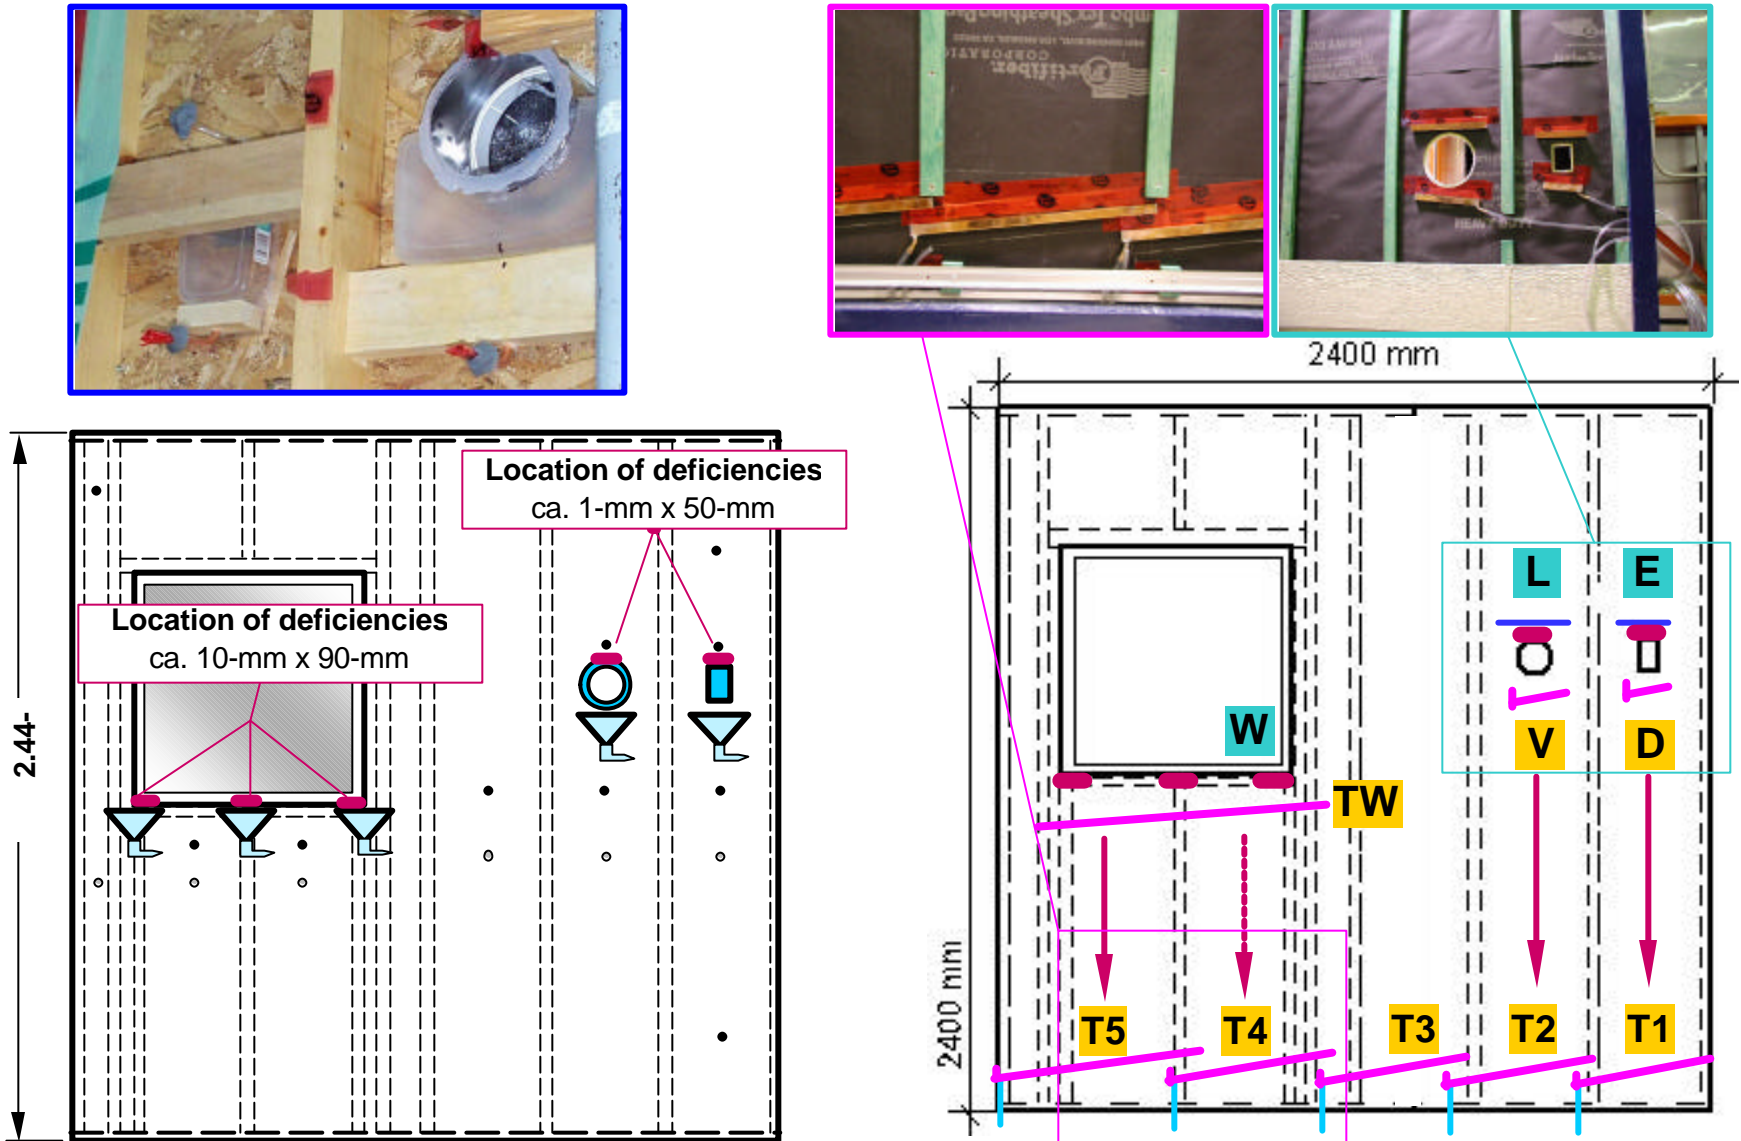 CORPORATION
2400 mm
Location of deficiencies
ca. 1-mm x 50-mm
Location of deficiencies
ca. 10-mm x 90-mm
2.44-
L
E
W
V
D
TW
2400 mm
T5
T4
T3
T2
T1